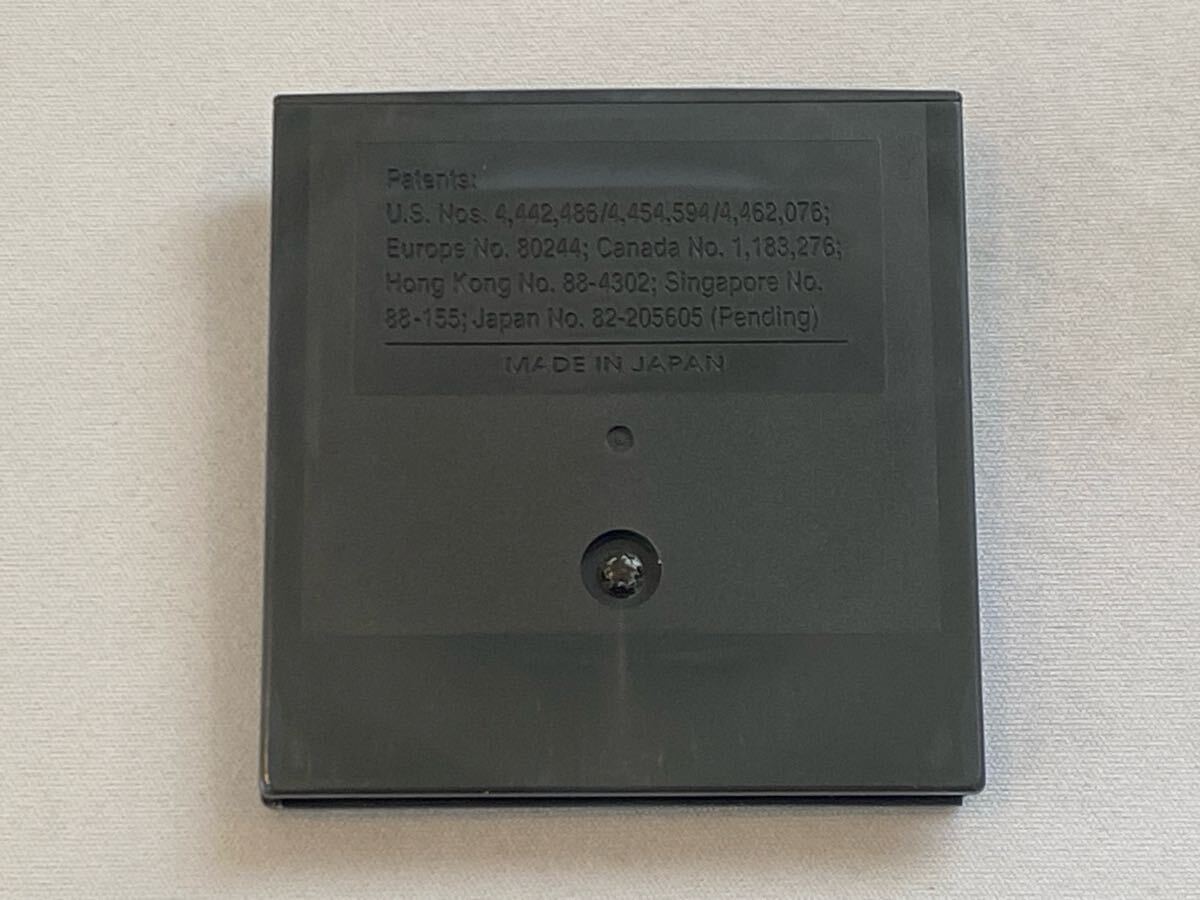 Patents:
U.S. Nos. 4,442,486/4,454,594/4,462,076;
Europe No. 80244; Canada No. 1,183,276;
Hong Kong No. 88-4302; Singapore No.
88-155; Japan No. 82-205605 (Pending)
MADE IN JAPAN